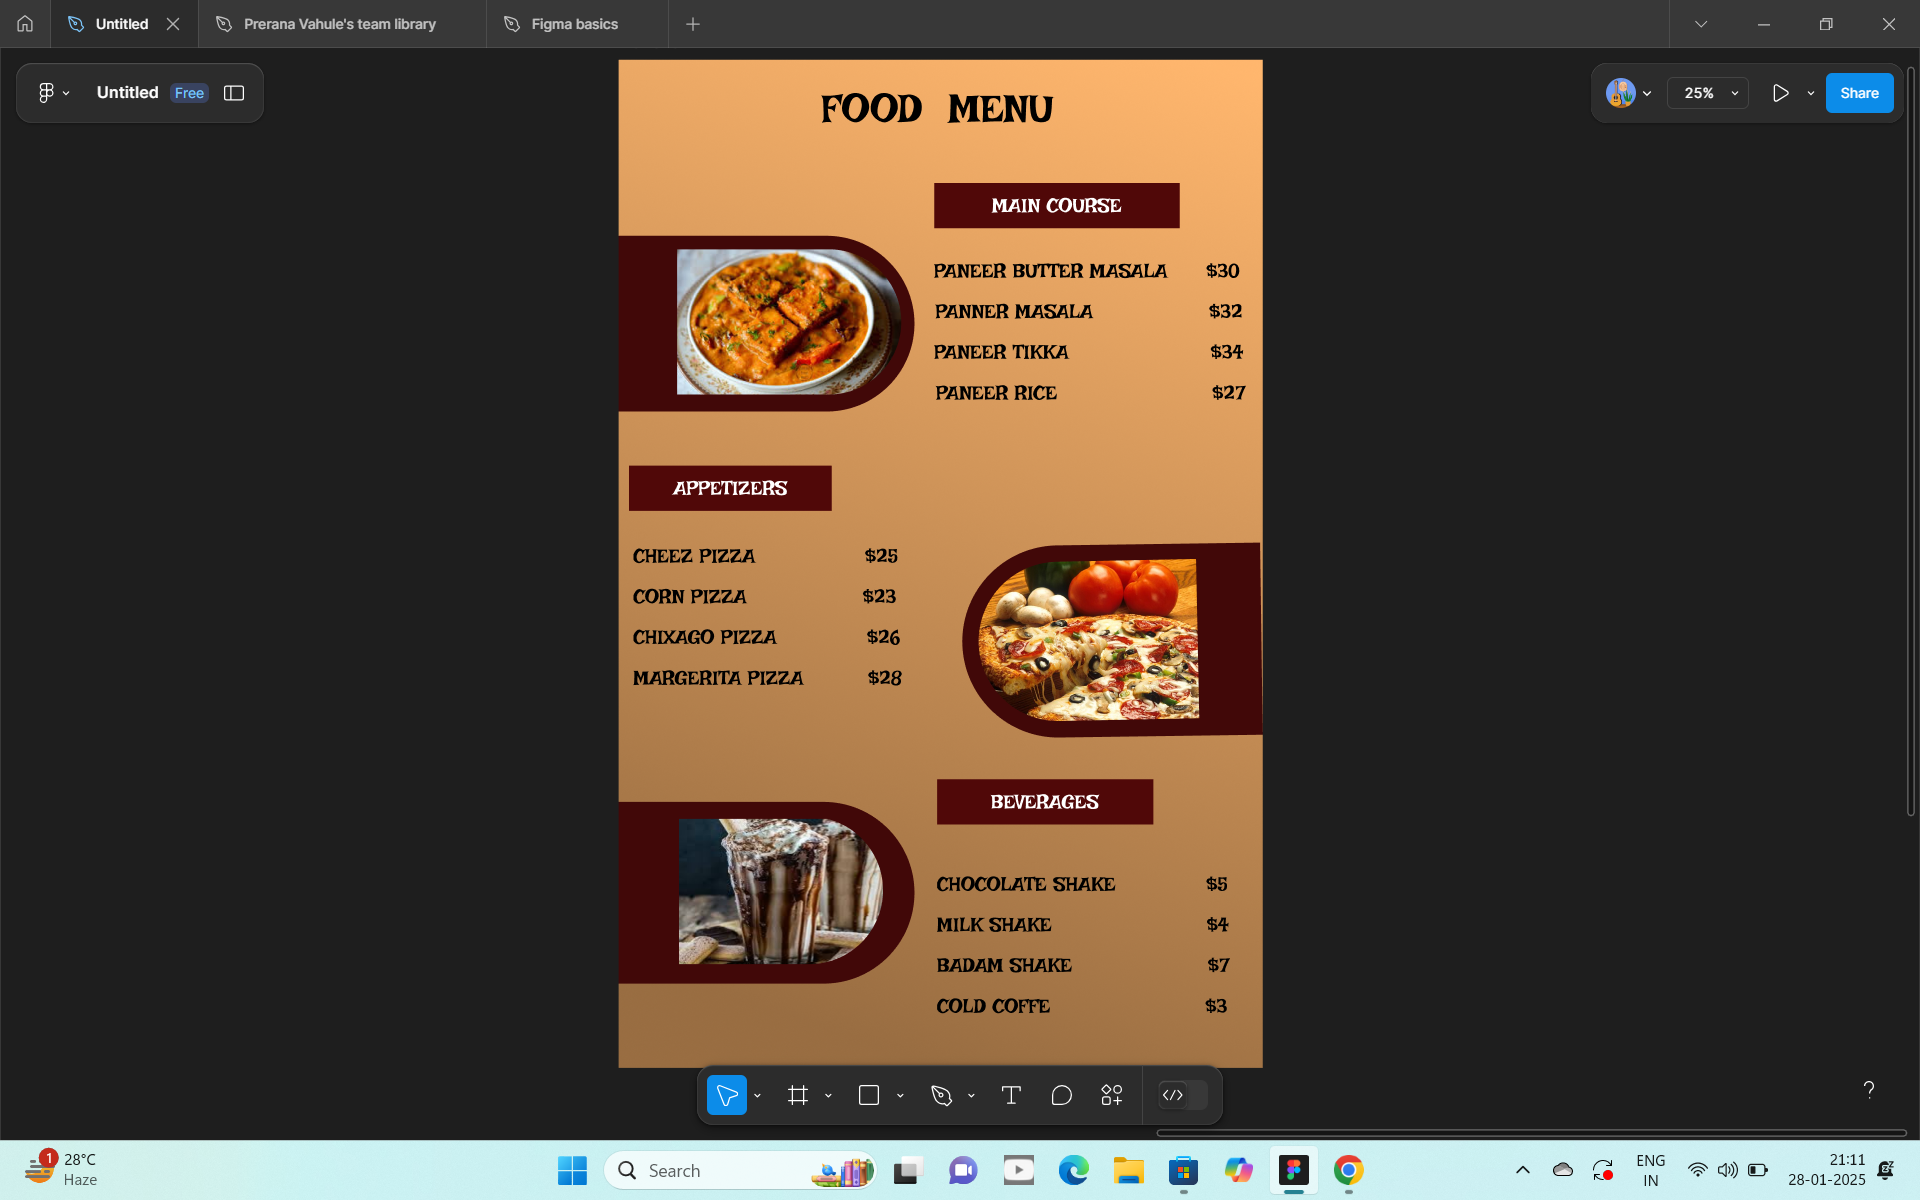 Untitled
Prerana Vahule's team library
Figma basics
Untitled Free
25%
Share
FOOD MENU
MAIN COURSE
PANEER BUTTER MASALA $30
PANNER MASALA $32
PANEER TIKKA $34
PANEER RICE $27
APPETIZERS
CHEEZ PIZZA $25
CORN PIZZA $23
CHIXAGO PIZZA $26
MARGERITA PIZZA $28
BEVERAGES
CHOCOLATE SHAKE $5
MILK SHAKE $4
BADAM SHAKE $7
COLD COFFE $3
?
1
28°C
Haze
Search
ENG
IN
21:11
28-01-2025